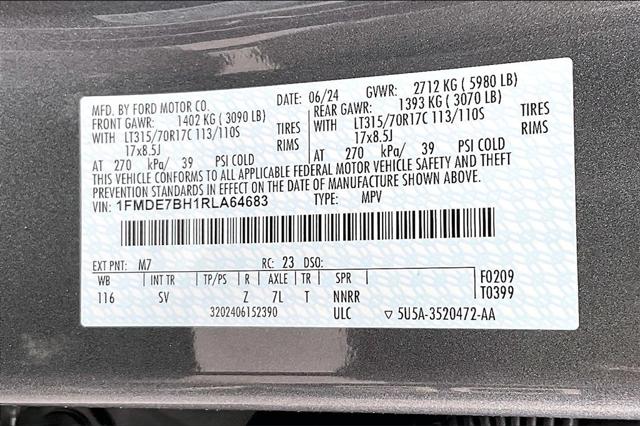 MFD. BY FORD MOTOR CO.
DATE: 06/24 GVWR: 2712 KG ( 5980 LB)
FRONT GAWR: 1402 KG ( 3090 LB) REAR GAWR: 1393 KG ( 3070 LB)
WITH LT315/70R17C 113/110S TIRES WITH LT315/70R17C 113/110S TIRES
17x8.5J RIMS 17x8.5J RIMS
AT 270 kPa/ 39 PSI COLD AT 270 kPa/ 39 PSI COLD
THIS VEHICLE CONFORMS TO ALL APPLICABLE FEDERAL MOTOR VEHICLE SAFETY AND THEFT
PREVENTION STANDARDS IN EFFECT ON THE DATE OF MANUFACTURE SHOWN ABOVE.
VIN: 1FMDE7BH1RLA64683 TYPE: MPV
EXT PNT: M7 RC: 23 DSO:
WB INT TR TP/PS R AXLE TR SPR F0209
116 SV Z 7L T NNRR T0399
3202406152390 ULC ▽ 5U5A-3520472-AA